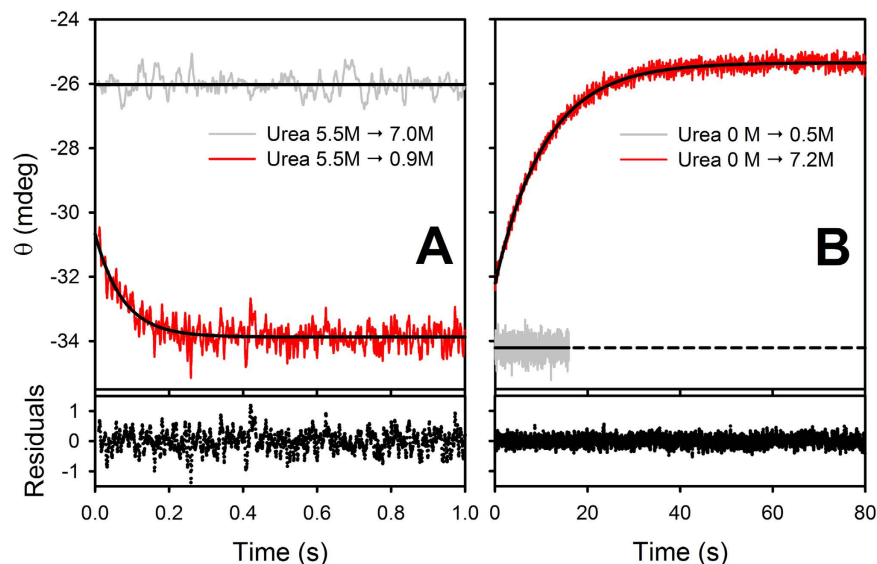 -24
-26
-28
-30
-32
-34
θ (mdeg)
Urea 5.5M → 7.0M
Urea 5.5M → 0.9M
A
Urea 0 M → 0.5M
Urea 0 M → 7.2M
B
Residuals
1
0
-1
0.0 0.2 0.4 0.6 0.8 1.0
Time (s)
0 20 40 60 80
Time (s)